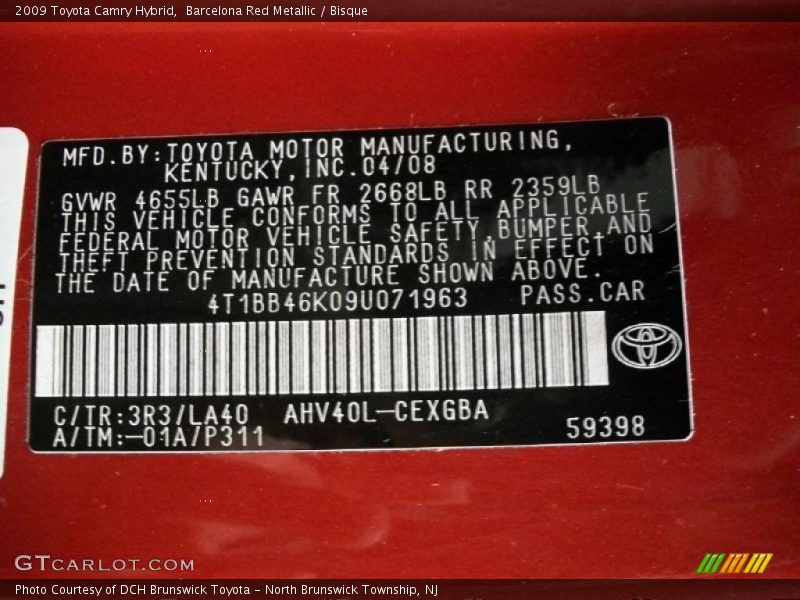 2009 Toyota Camry Hybrid,  Barcelona Red Metallic / Bisque
MFD.BY:TOYOTA MOTOR MANUFACTURING,
KENTUCKY,INC.04/08
GVWR 4655LB GAWR FR 2668LB RR 2359LB
THIS VEHICLE CONFORMS TO ALL APPLICABLE
FEDERAL MOTOR VEHICLE SAFETY BUMPER,AND
THEFT PREVENTION STANDARDS IN EFFECT ON
THE DATE OF MANUFACTURE SHOWN ABOVE.
4T1BB46K09U071963 PASS.CAR
C/TR:3R3/LA40 AHV40L-CEXGBA
A/TM:-01A/P311 59398
GTCARLOT.COM
Photo Courtesy of DCH Brunswick Toyota - North Brunswick Township, NJ